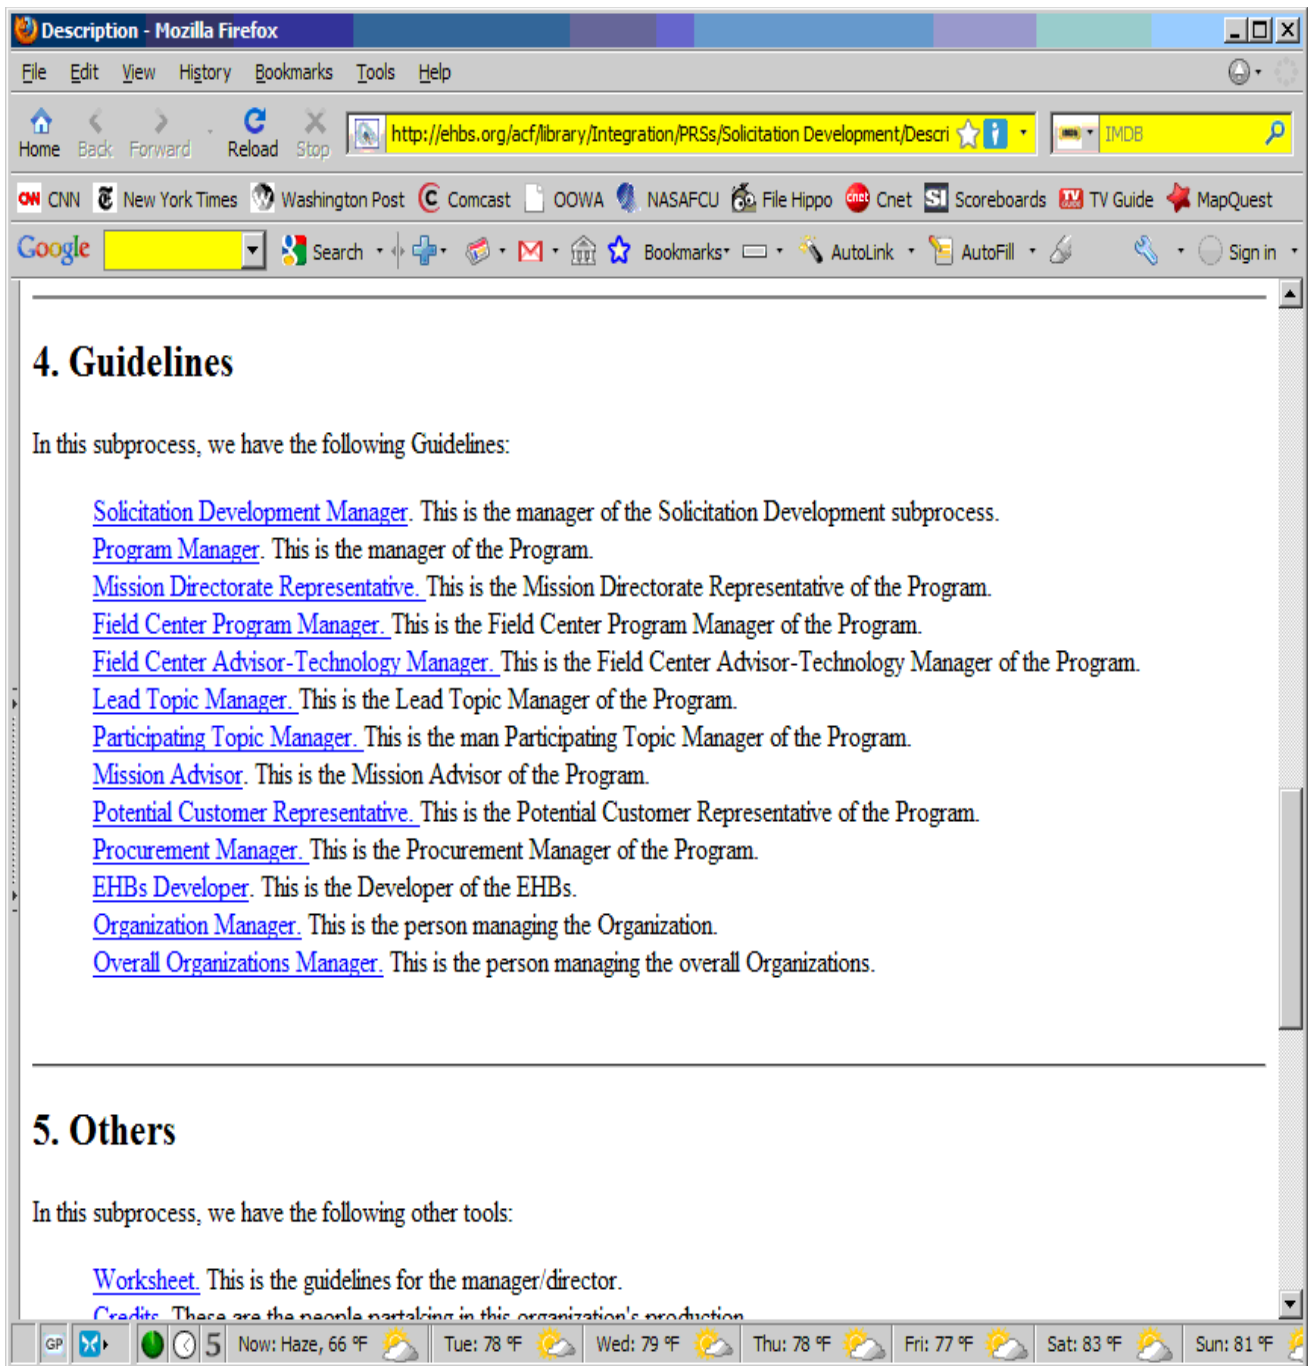 Description - Mozilla Firefox
File Edit View History Bookmarks Tools Help
Home Back Forward Reload Stop http://ehbs.org/acf/library/Integration/PRSs/Solicitation Development/Descri IMDB
CNN New York Times Washington Post Comcast OOWA NASAFCU File Hippo cnet Cnet SI Scoreboards TV Guide MapQuest
Google Search Bookmarks AutoLink AutoFill Sign in
4. Guidelines
In this subprocess, we have the following Guidelines:
Solicitation Development Manager. This is the manager of the Solicitation Development subprocess.
Program Manager. This is the manager of the Program.
Mission Directorate Representative. This is the Mission Directorate Representative of the Program.
Field Center Program Manager. This is the Field Center Program Manager of the Program.
Field Center Advisor-Technology Manager. This is the Field Center Advisor-Technology Manager of the Program.
Lead Topic Manager. This is the Lead Topic Manager of the Program.
Participating Topic Manager. This is the man Participating Topic Manager of the Program.
Mission Advisor. This is the Mission Advisor of the Program.
Potential Customer Representative. This is the Potential Customer Representative of the Program.
Procurement Manager. This is the Procurement Manager of the Program.
EHBs Developer. This is the Developer of the EHBs.
Organization Manager. This is the person managing the Organization.
Overall Organizations Manager. This is the person managing the overall Organizations.
5. Others
In this subprocess, we have the following other tools:
Worksheet. This is the guidelines for the manager/director.
Credits. These are the people partaking in this organization's production.
GP 5 Now: Haze, 66 °F Tue: 78 °F Wed: 79 °F Thu: 78 °F Fri: 77 °F Sat: 83 °F Sun: 81 °F